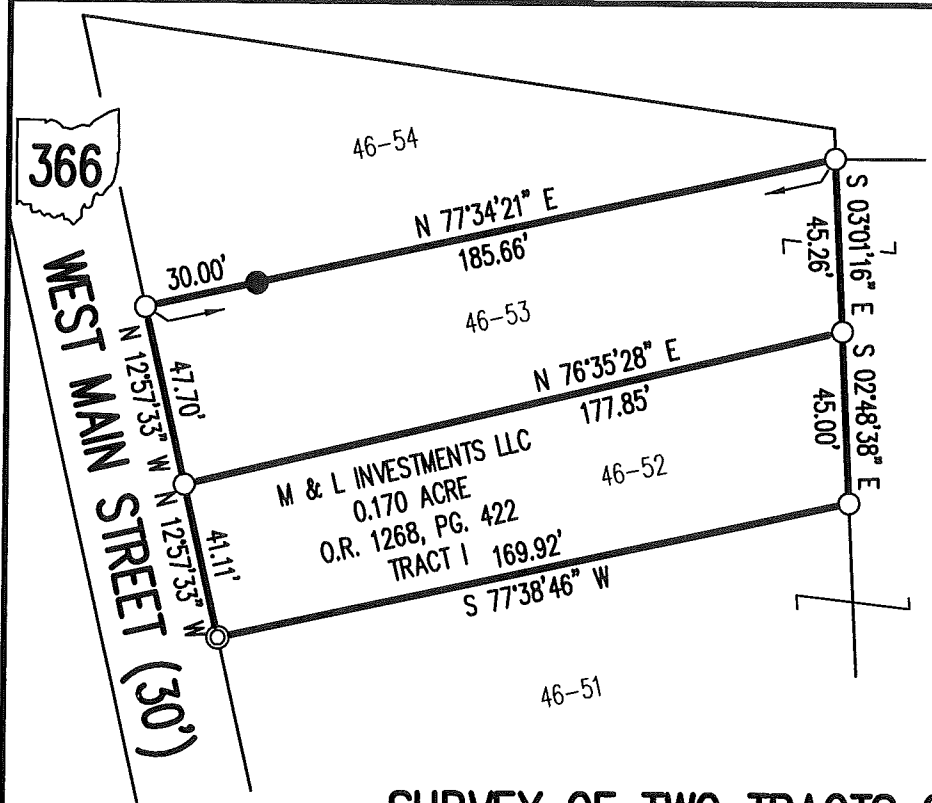 366
WEST MAIN STREET (30')
46-54
N 77°34'21" E
185.66'
30.00'
S 03°01'16" E
45.26'
46-53
N 12°57'33" W
47.70'
N 76°35'28" E
177.85'
S 02°48'38" E
45.00'
M & L INVESTMENTS LLC
0.170 ACRE
O.R. 1268, PG. 422
TRACT I
46-52
N 12°57'33" W
41.11'
169.92'
S 77°38'46" W
46-51